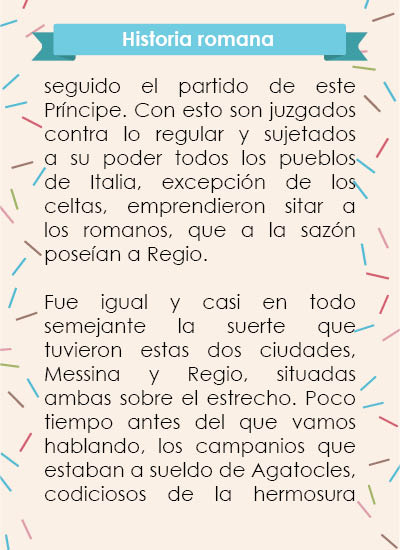 Historia romana
seguido el partido de este
Príncipe. Con esto son juzgados
contra lo regular y sujetados
a su poder todos los pueblos
de Italia, excepción de los
celtas, emprendieron sitar a
los romanos, que a la sazón
poseían a Regio.
Fue igual y casi en todo
semejante la suerte que
tuvieron estas dos ciudades,
Messina y Regio, situadas
ambas sobre el estrecho. Poco
tiempo antes del que vamos
hablando, los campanios que
estaban a sueldo de Agatocles,
codiciosos de la hermosura